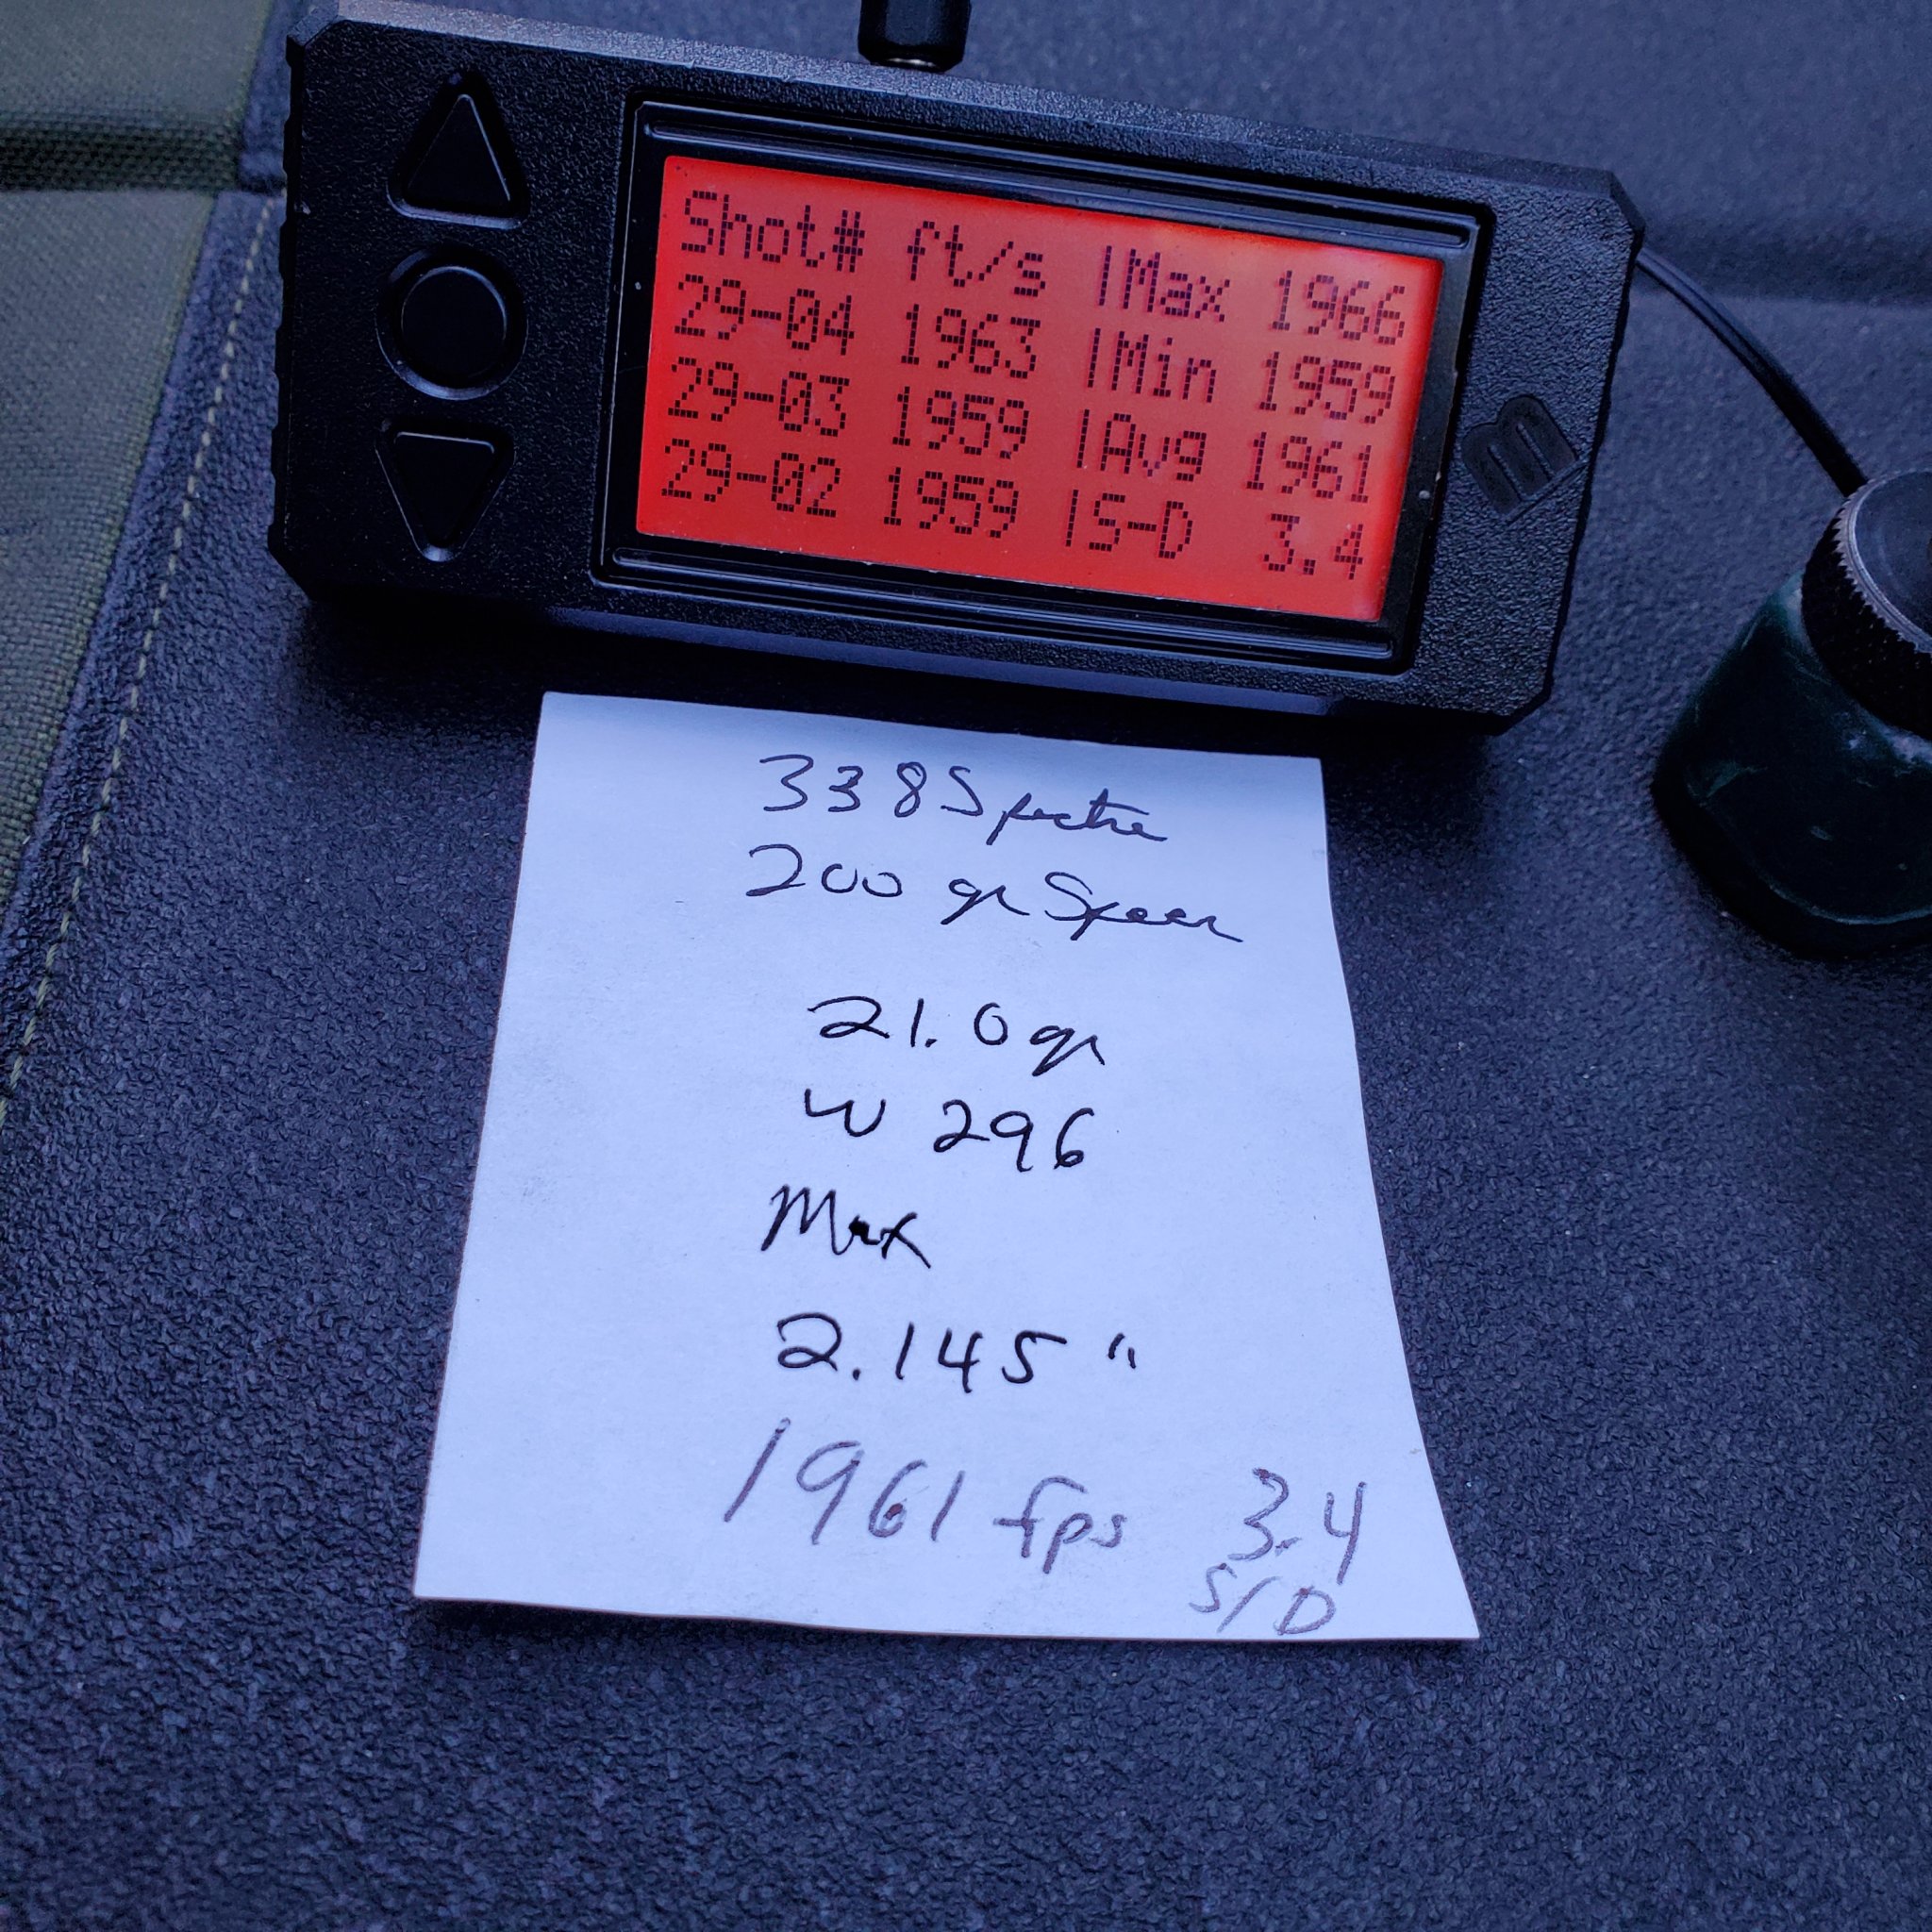 Shot# ft/s |Max 1966
29-04 1963 |Min 1959
29-03 1959 |Avg 1961
29-02 1959 |S-D 3.4
338 Spectre
200 gr Speer
21.0 gr
W 296
Max
2.145"
1961 fps 3.4
S/D